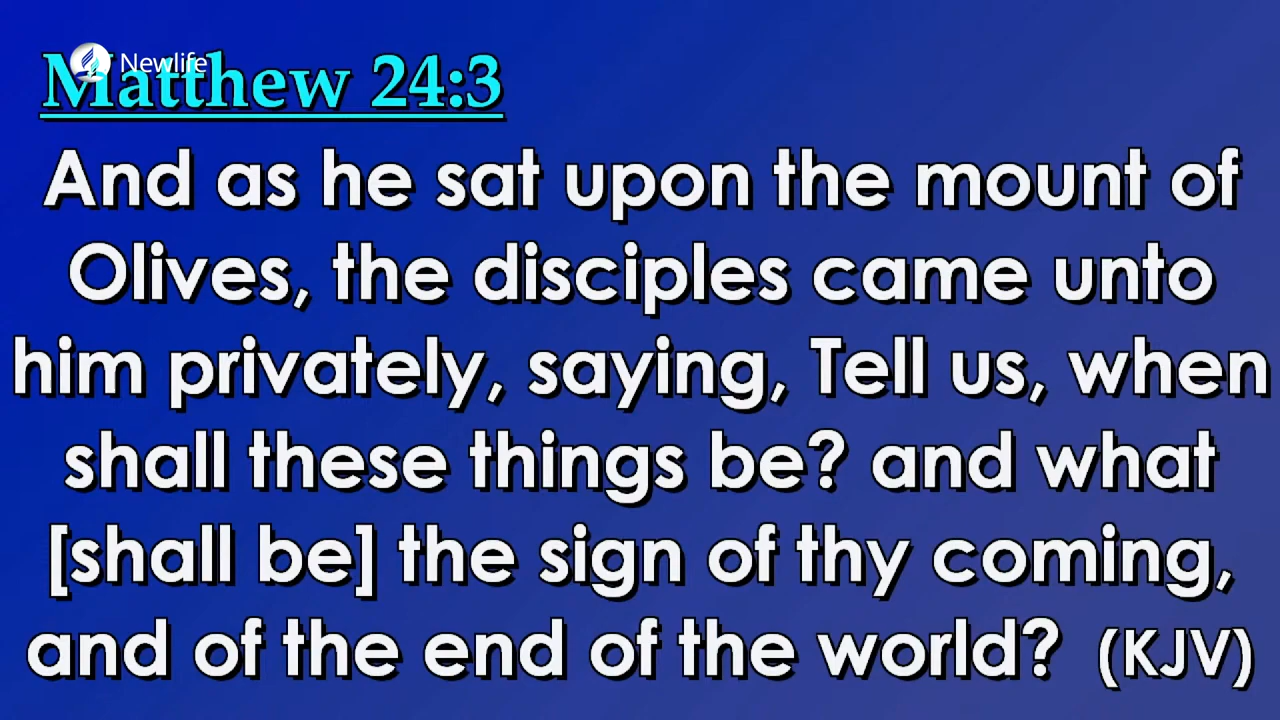 Newlife
Matthew 24:3
And as he sat upon the mount of
Olives, the disciples came unto
him privately, saying, Tell us, when
shall these things be? and what
[shall be] the sign of thy coming,
and of the end of the world? (KJV)